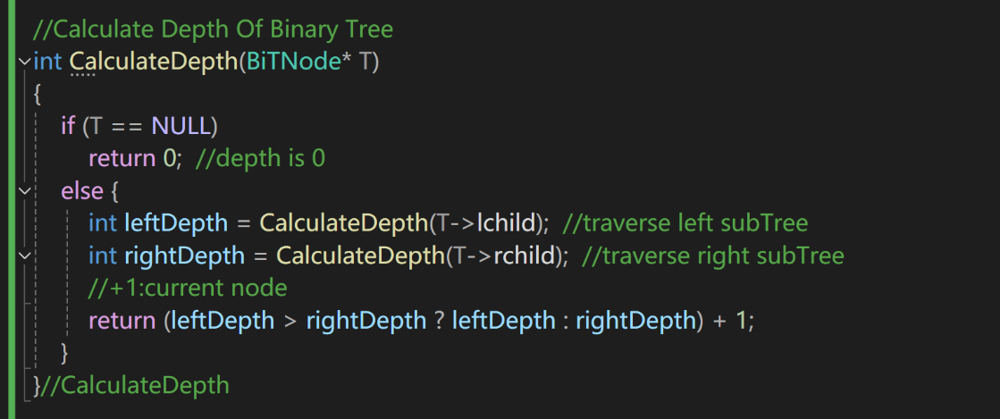 //Calculate Depth Of Binary Tree
int CalculateDepth(BiTNode* T)
{
if (T == NULL)
return 0; //depth is 0
else {
int leftDepth = CalculateDepth(T->lchild); //traverse left subTree
int rightDepth = CalculateDepth(T->rchild); //traverse right subTree
//+1:current node
return (leftDepth > rightDepth ? leftDepth : rightDepth) + 1;
}
}//CalculateDepth